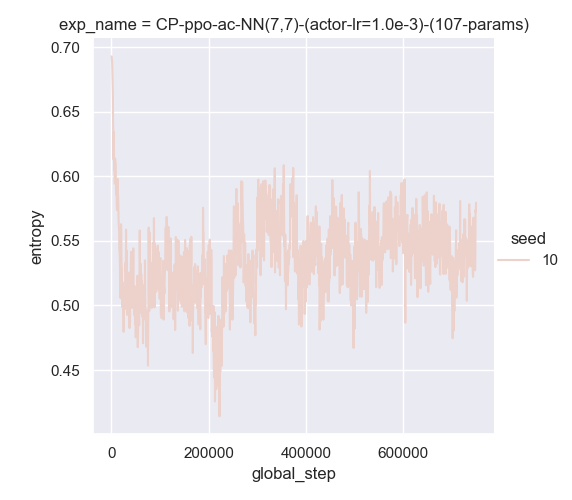 exp_name = CP-ppo-ac-NN(7,7)-(actor-lr=1.0e-3)-(107-params)
0.70
0.65
0.60
0.55
0.50
0.45
entropy
0
200000
400000
600000
global_step
seed
10